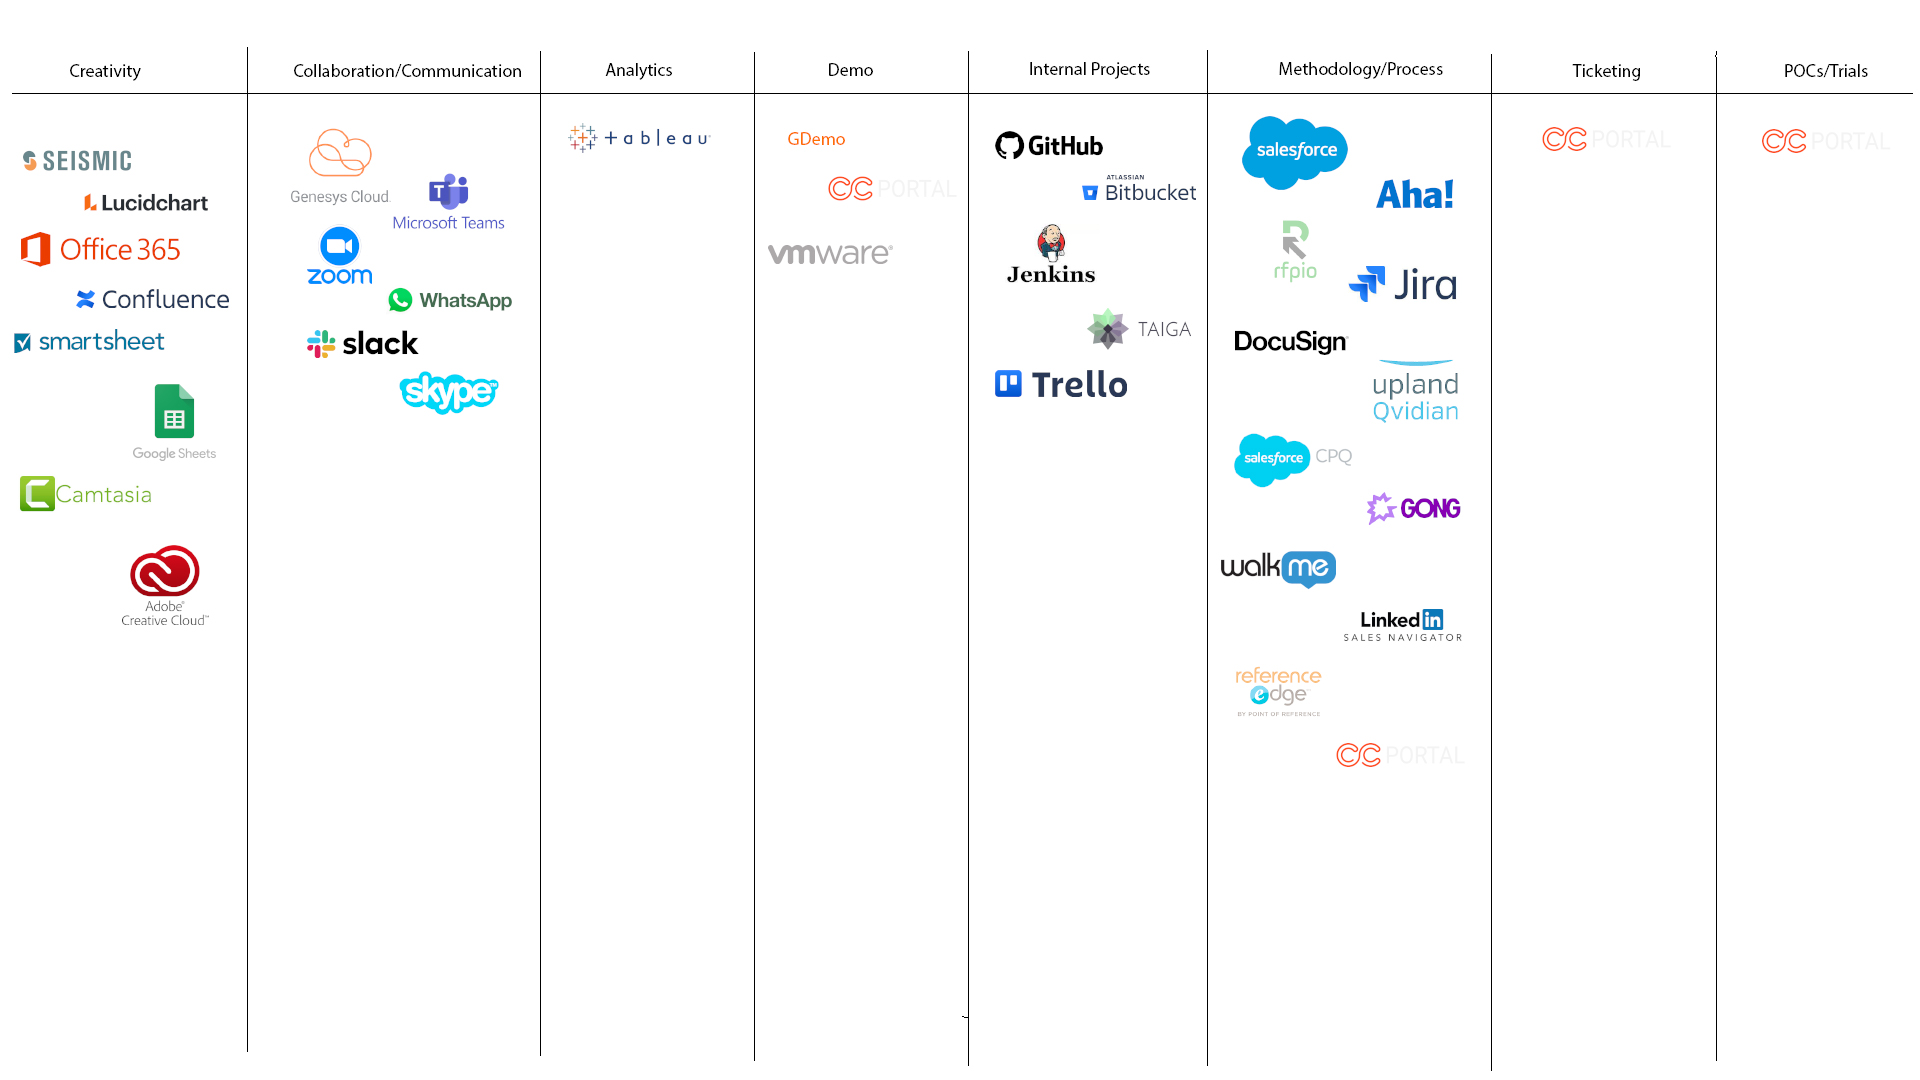 Creativity
Collaboration/Communication
Analytics
Demo
Internal Projects
Methodology/Process
Ticketing
POCs/Trials
SEISMIC
Lucidchart
Office 365
Confluence
smartsheet
Google Sheets
Camtasia
Adobe®
Creative Cloud™
Genesys Cloud
Microsoft Teams
zoom
WhatsApp
slack
skype™
tableau
GDemo
CC PORTAL
vmware®
GitHub
ATLASSIAN
Bitbucket
Jenkins
TAIGA
Trello
salesforce
Aha!
rfpio
Jira
DocuSign
upland
Qvidian
salesforce CPQ
GONG
walkme
Linked in
SALES NAVIGATOR
reference
edge™
BY POINT OF REFERENCE
CC PORTAL
CC PORTAL
CC PORTAL